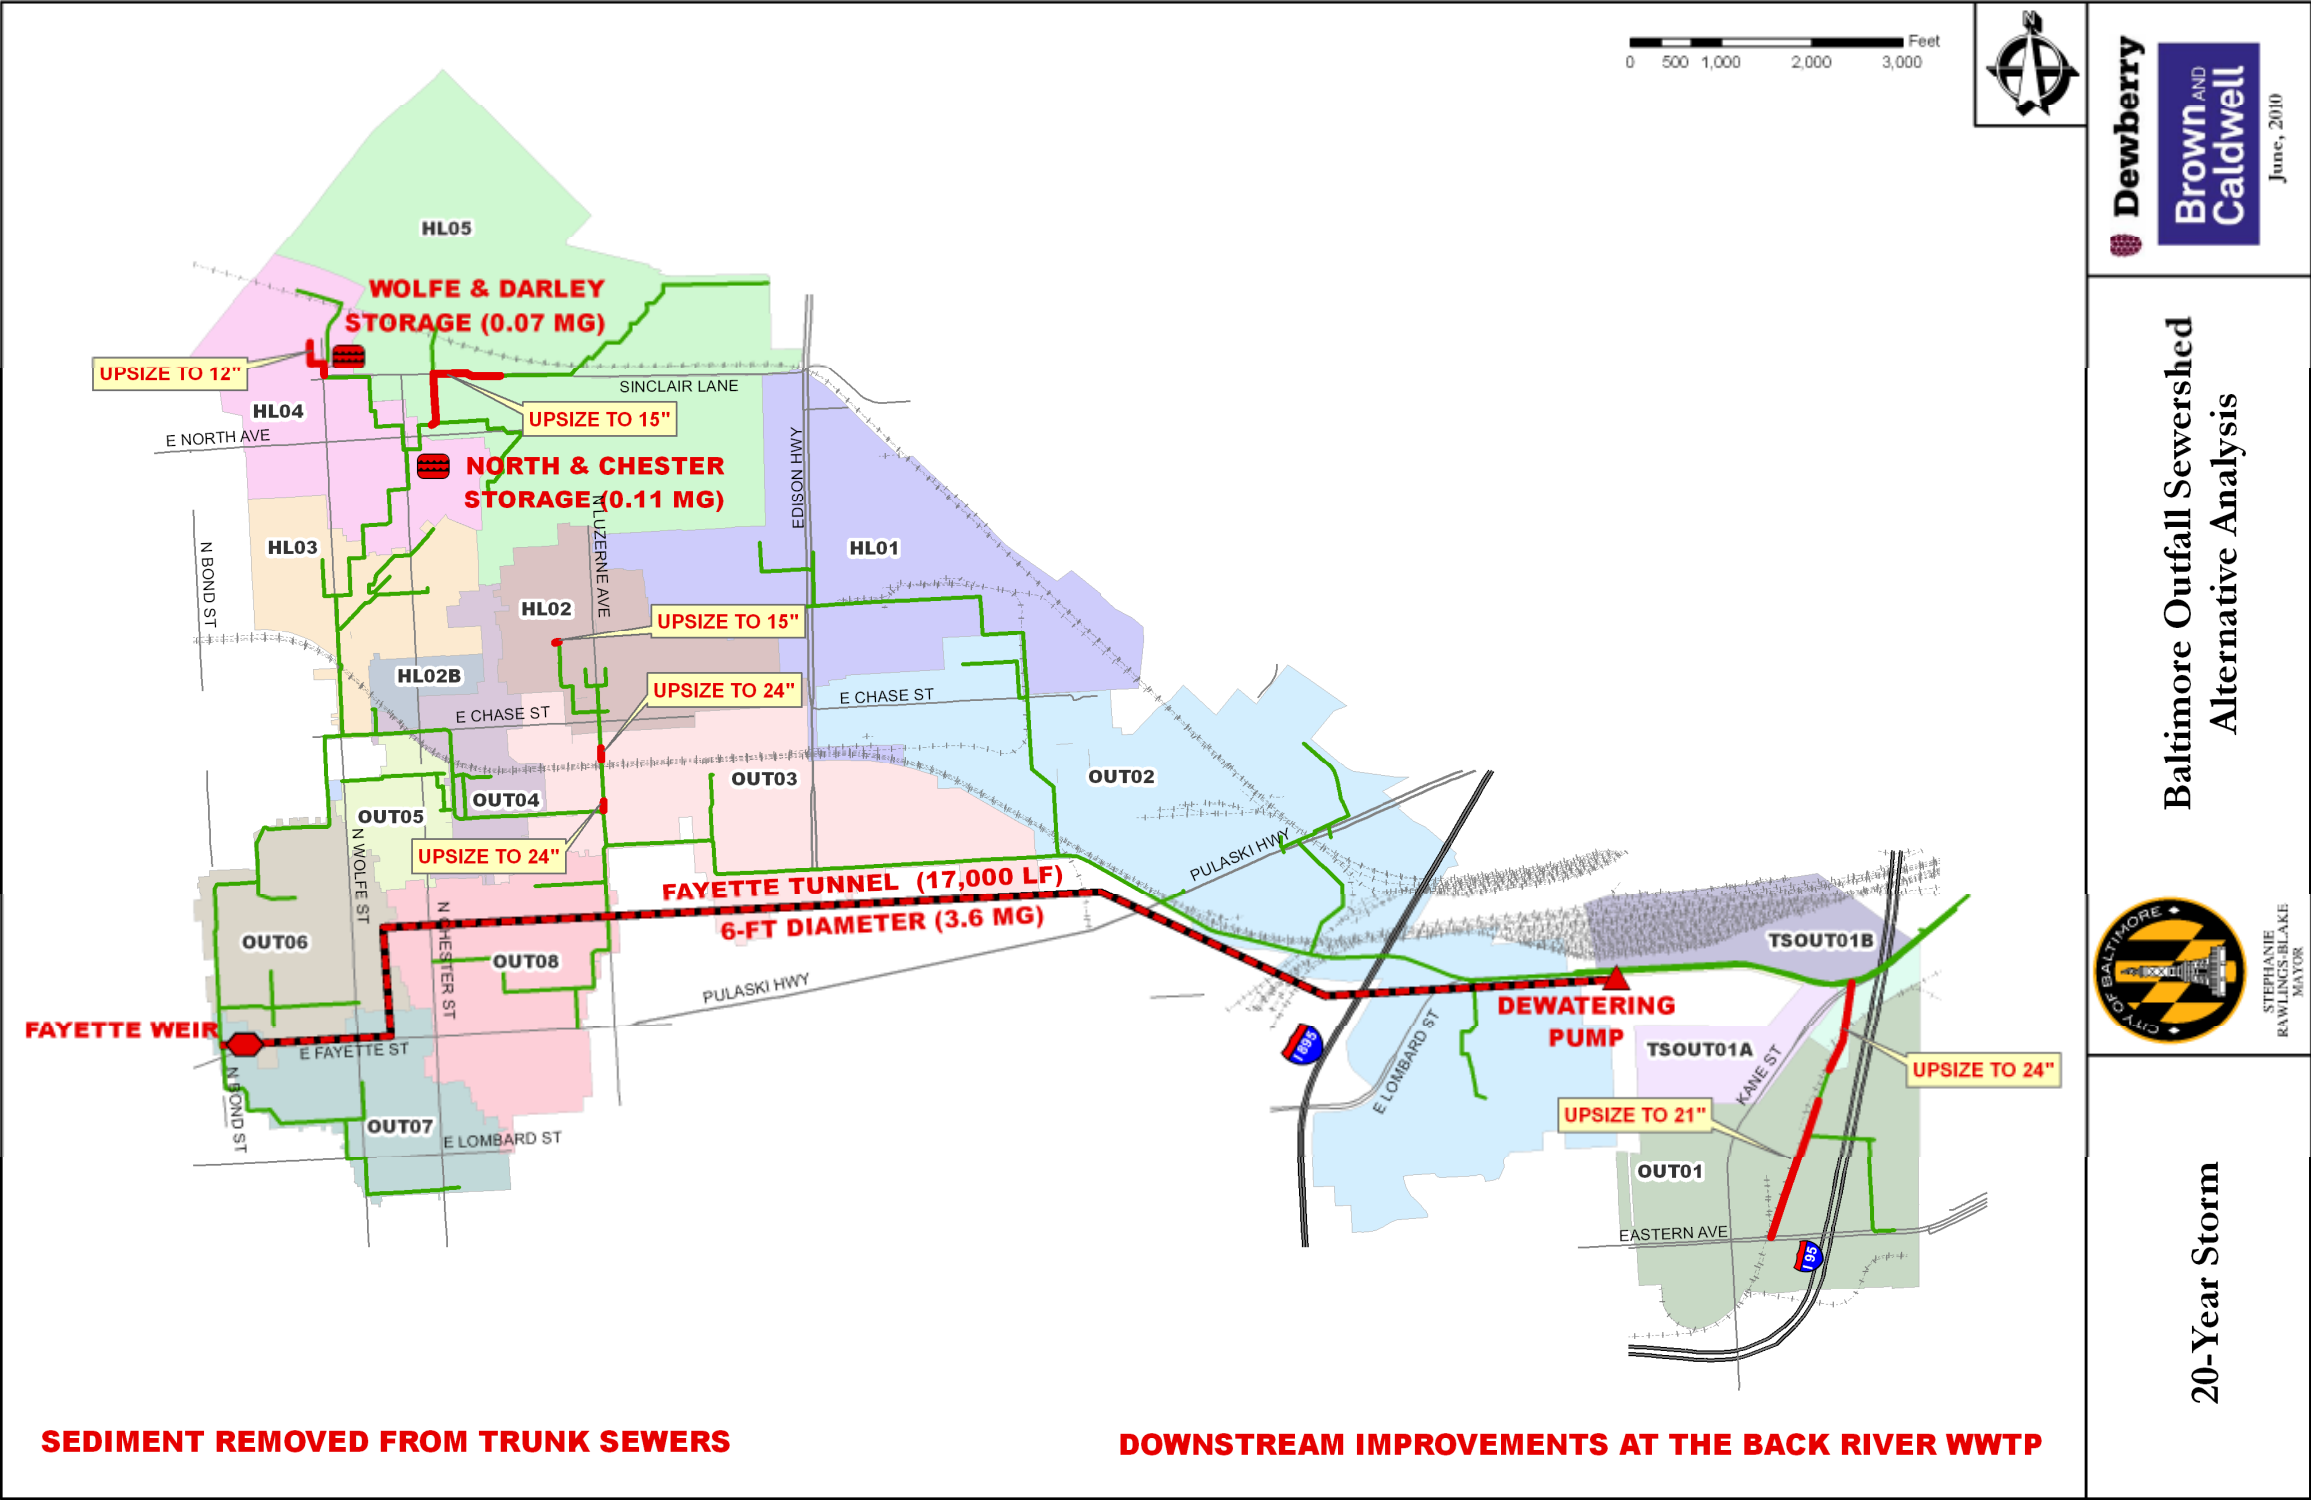 Feet
0 500 1,000 2,000 3,000
N
HL05
WOLFE & DARLEY
STORAGE (0.07 MG)
UPSIZE TO 12"
SINCLAIR LANE
HL04
UPSIZE TO 15"
E NORTH AVE
NORTH & CHESTER
STORAGE (0.11 MG)
EDISON HWY
N LUZERNE AVE
HL03
HL01
N BOND ST
HL02
UPSIZE TO 15"
HL02B
UPSIZE TO 24"
E CHASE ST
E CHASE ST
OUT03
OUT02
OUT04
OUT05
N WOLFE ST
UPSIZE TO 24"
PULASKI HWY
FAYETTE TUNNEL (17,000 LF)
6-FT DIAMETER (3.6 MG)
OUT06
N CHESTER ST
OUT08
TSOUT01B
PULASKI HWY
DEWATERING
PUMP
FAYETTE WEIR
E FAYETTE ST
I 895
TSOUT01A
E LOMBARD ST
KANE ST
UPSIZE TO 24"
N BOND ST
OUT07
E LOMBARD ST
UPSIZE TO 21"
OUT01
EASTERN AVE
I 95
SEDIMENT REMOVED FROM TRUNK SEWERS
DOWNSTREAM IMPROVEMENTS AT THE BACK RIVER WWTP
Dewberry
Brown AND
Caldwell
June, 2010
Baltimore Outfall Sewershed
Alternative Analysis
CITY OF BALTIMORE
STEPHANIE
RAWLINGS-BLAKE
MAYOR
20-Year Storm